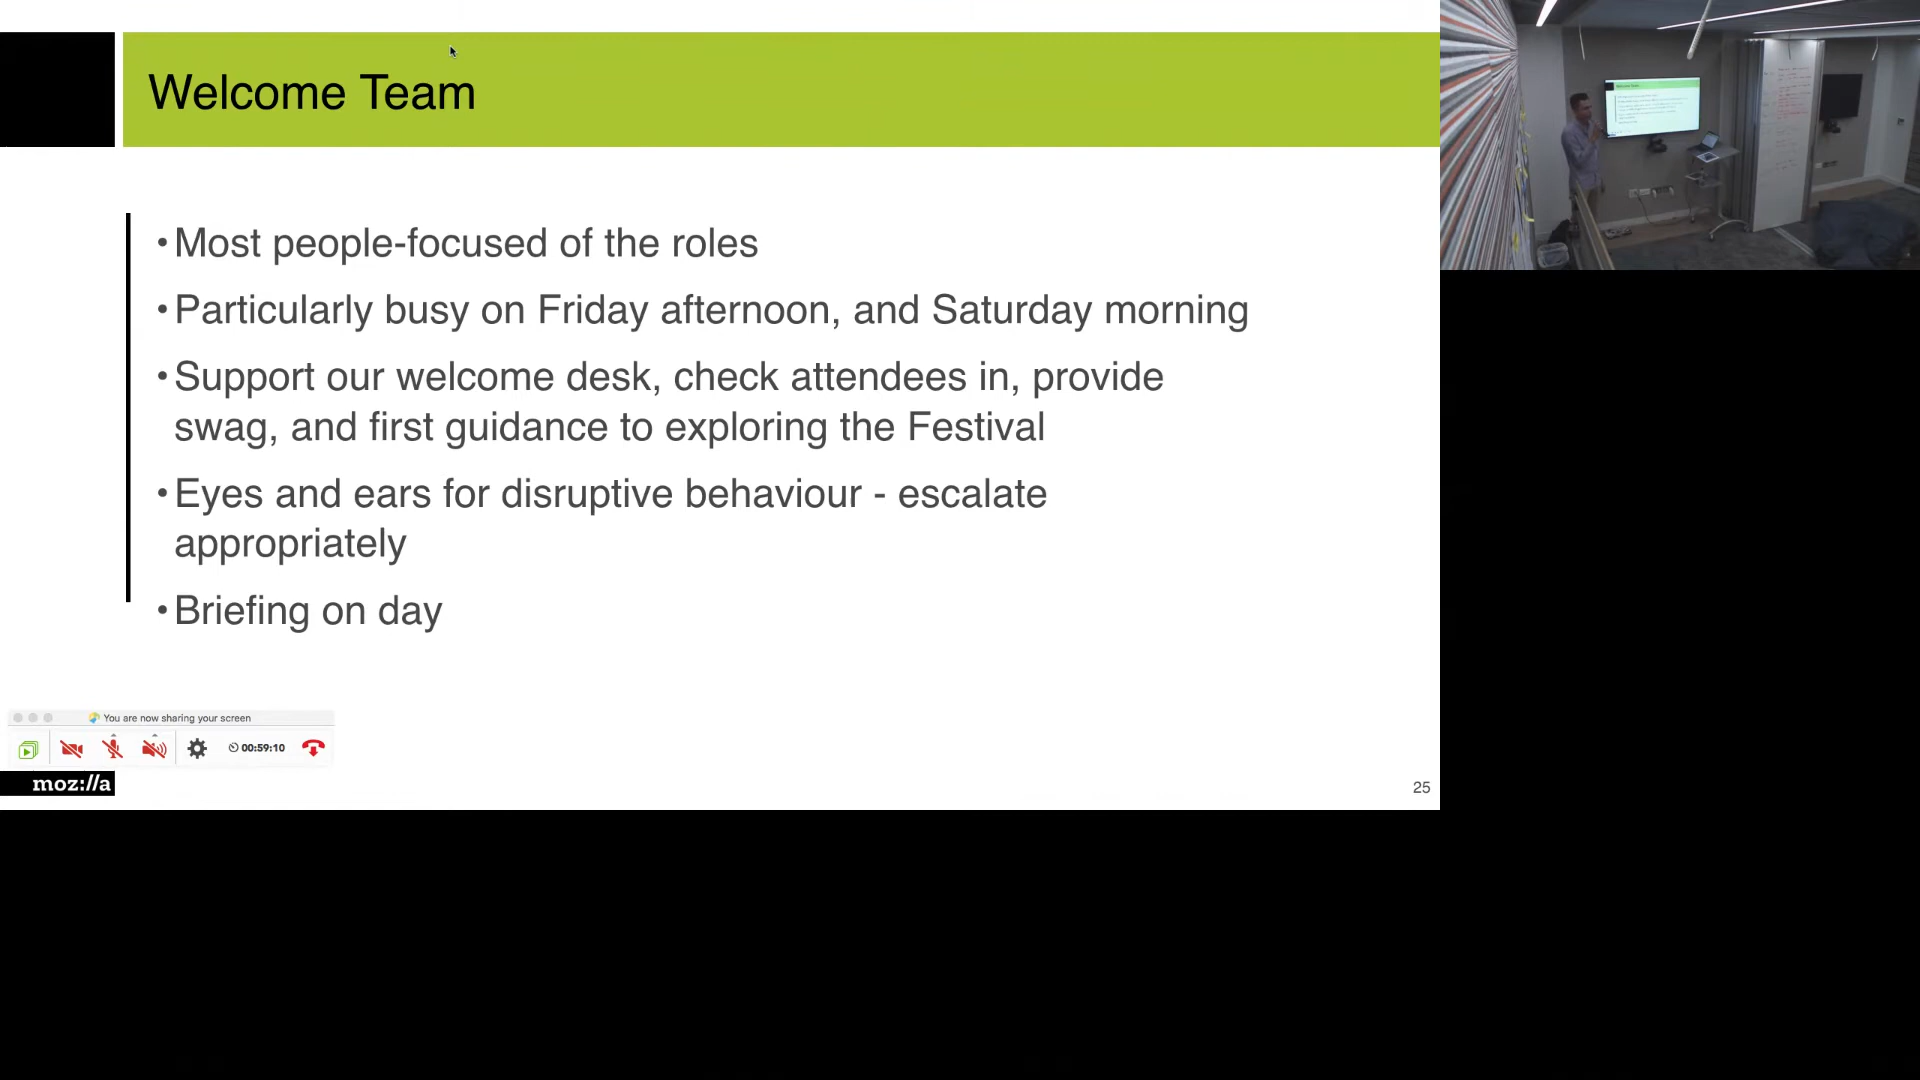 Welcome Team
•Most people-focused of the roles
•Particularly busy on Friday afternoon, and Saturday morning
•Support our welcome desk, check attendees in, provide
swag, and first guidance to exploring the Festival
•Eyes and ears for disruptive behaviour - escalate
appropriately
•Briefing on day
You are now sharing your screen
00:59:10
moz://a
25